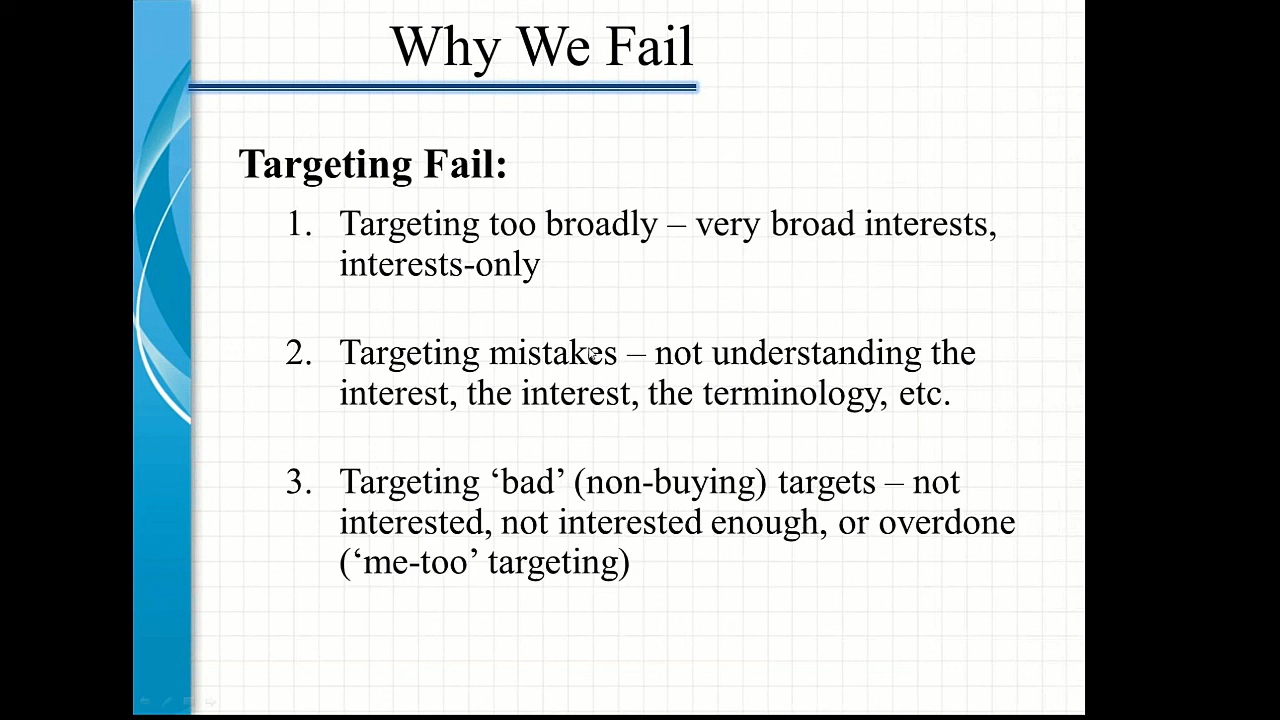 Why We Fail
Targeting Fail:
1. Targeting too broadly – very broad interests,
interests-only
2. Targeting mistakes – not understanding the
interest, the interest, the terminology, etc.
3. Targeting ‘bad’ (non-buying) targets – not
interested, not interested enough, or overdone
(‘me-too’ targeting)